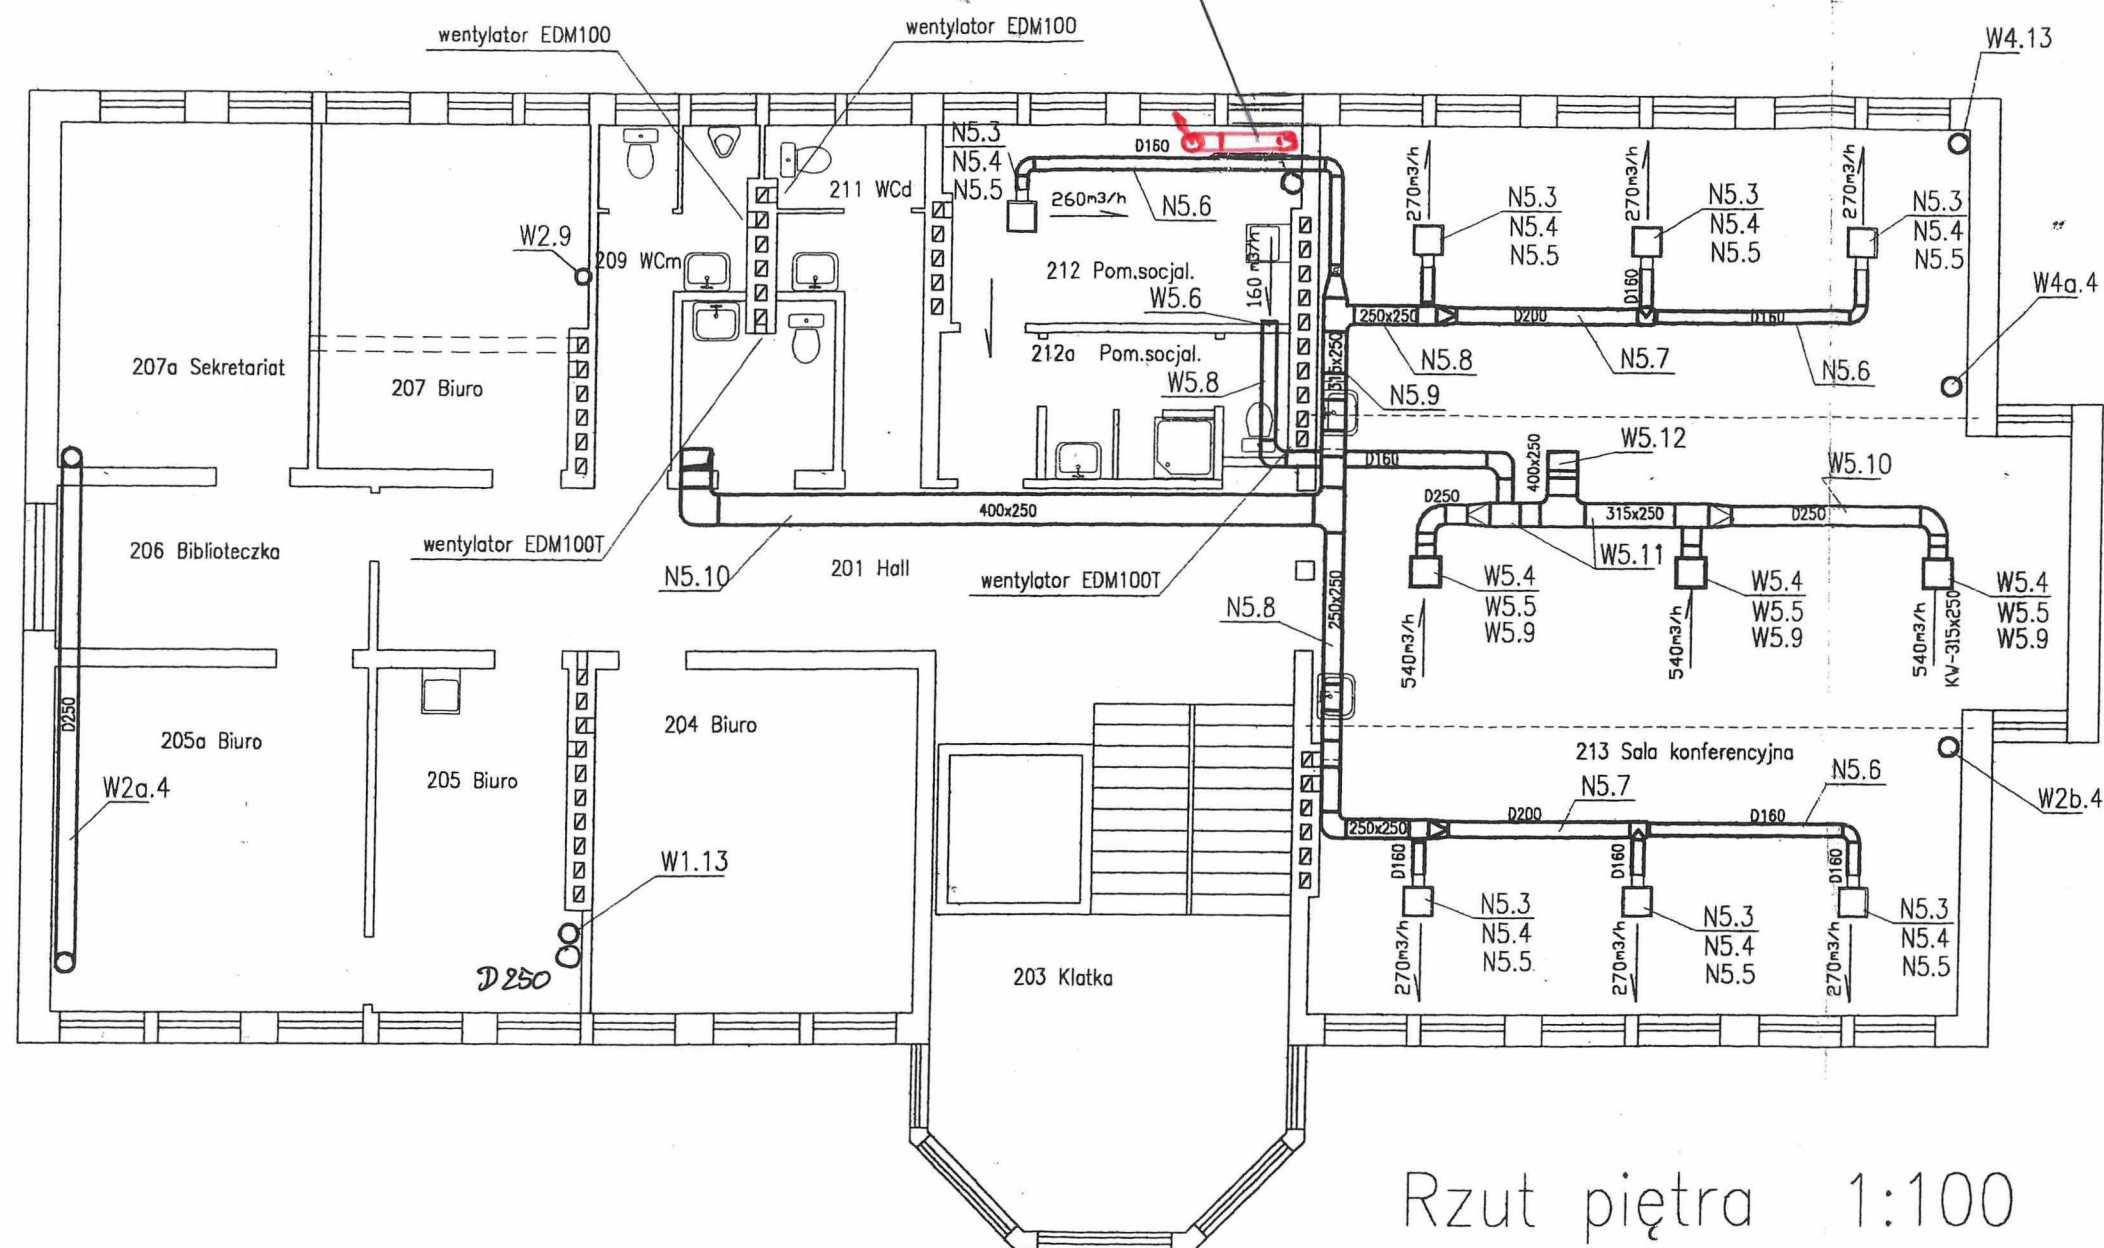 wentylator EDM100
wentylator EDM100
W4.13
N5.3
N5.4
N5.5
D160
260m3/h
N5.6
211 WCd
270m3/h
N5.3
N5.4
N5.5
270m3/h
D160
N5.3
N5.4
N5.5
270m3/h
N5.3
N5.4
N5.5
W2.9
209 WCm
212 Pom.socjal.
160 m3/h
W5.6
W4a.4
250x250
D200
D160
207a Sekretariat
207 Biuro
212a Pom.socjal.
W5.8
315x250
N5.8
N5.7
N5.6
N5.9
W5.12
D160
400x250
W5.10
D250
315x250
D250
400x250
206 Biblioteczka
wentylator EDM100T
N5.10
201 Hall
wentylator EDM100T
W5.11
W5.4
W5.5
W5.9
W5.4
W5.5
W5.9
W5.4
W5.5
W5.9
250x250
N5.8
540m3/h
540m3/h
540m3/h
KW-315x250
D250
205a Biuro
204 Biuro
205 Biuro
W2a.4
213 Sala konferencyjna
N5.7
N5.6
W2b.4
250x250
D200
D160
D160
D160
D160
W1.13
D250
203 Klatka
270m3/h
N5.3
N5.4
N5.5
270m3/h
N5.3
N5.4
N5.5
270m3/h
N5.3
N5.4
N5.5
Rzut piętra 1:100